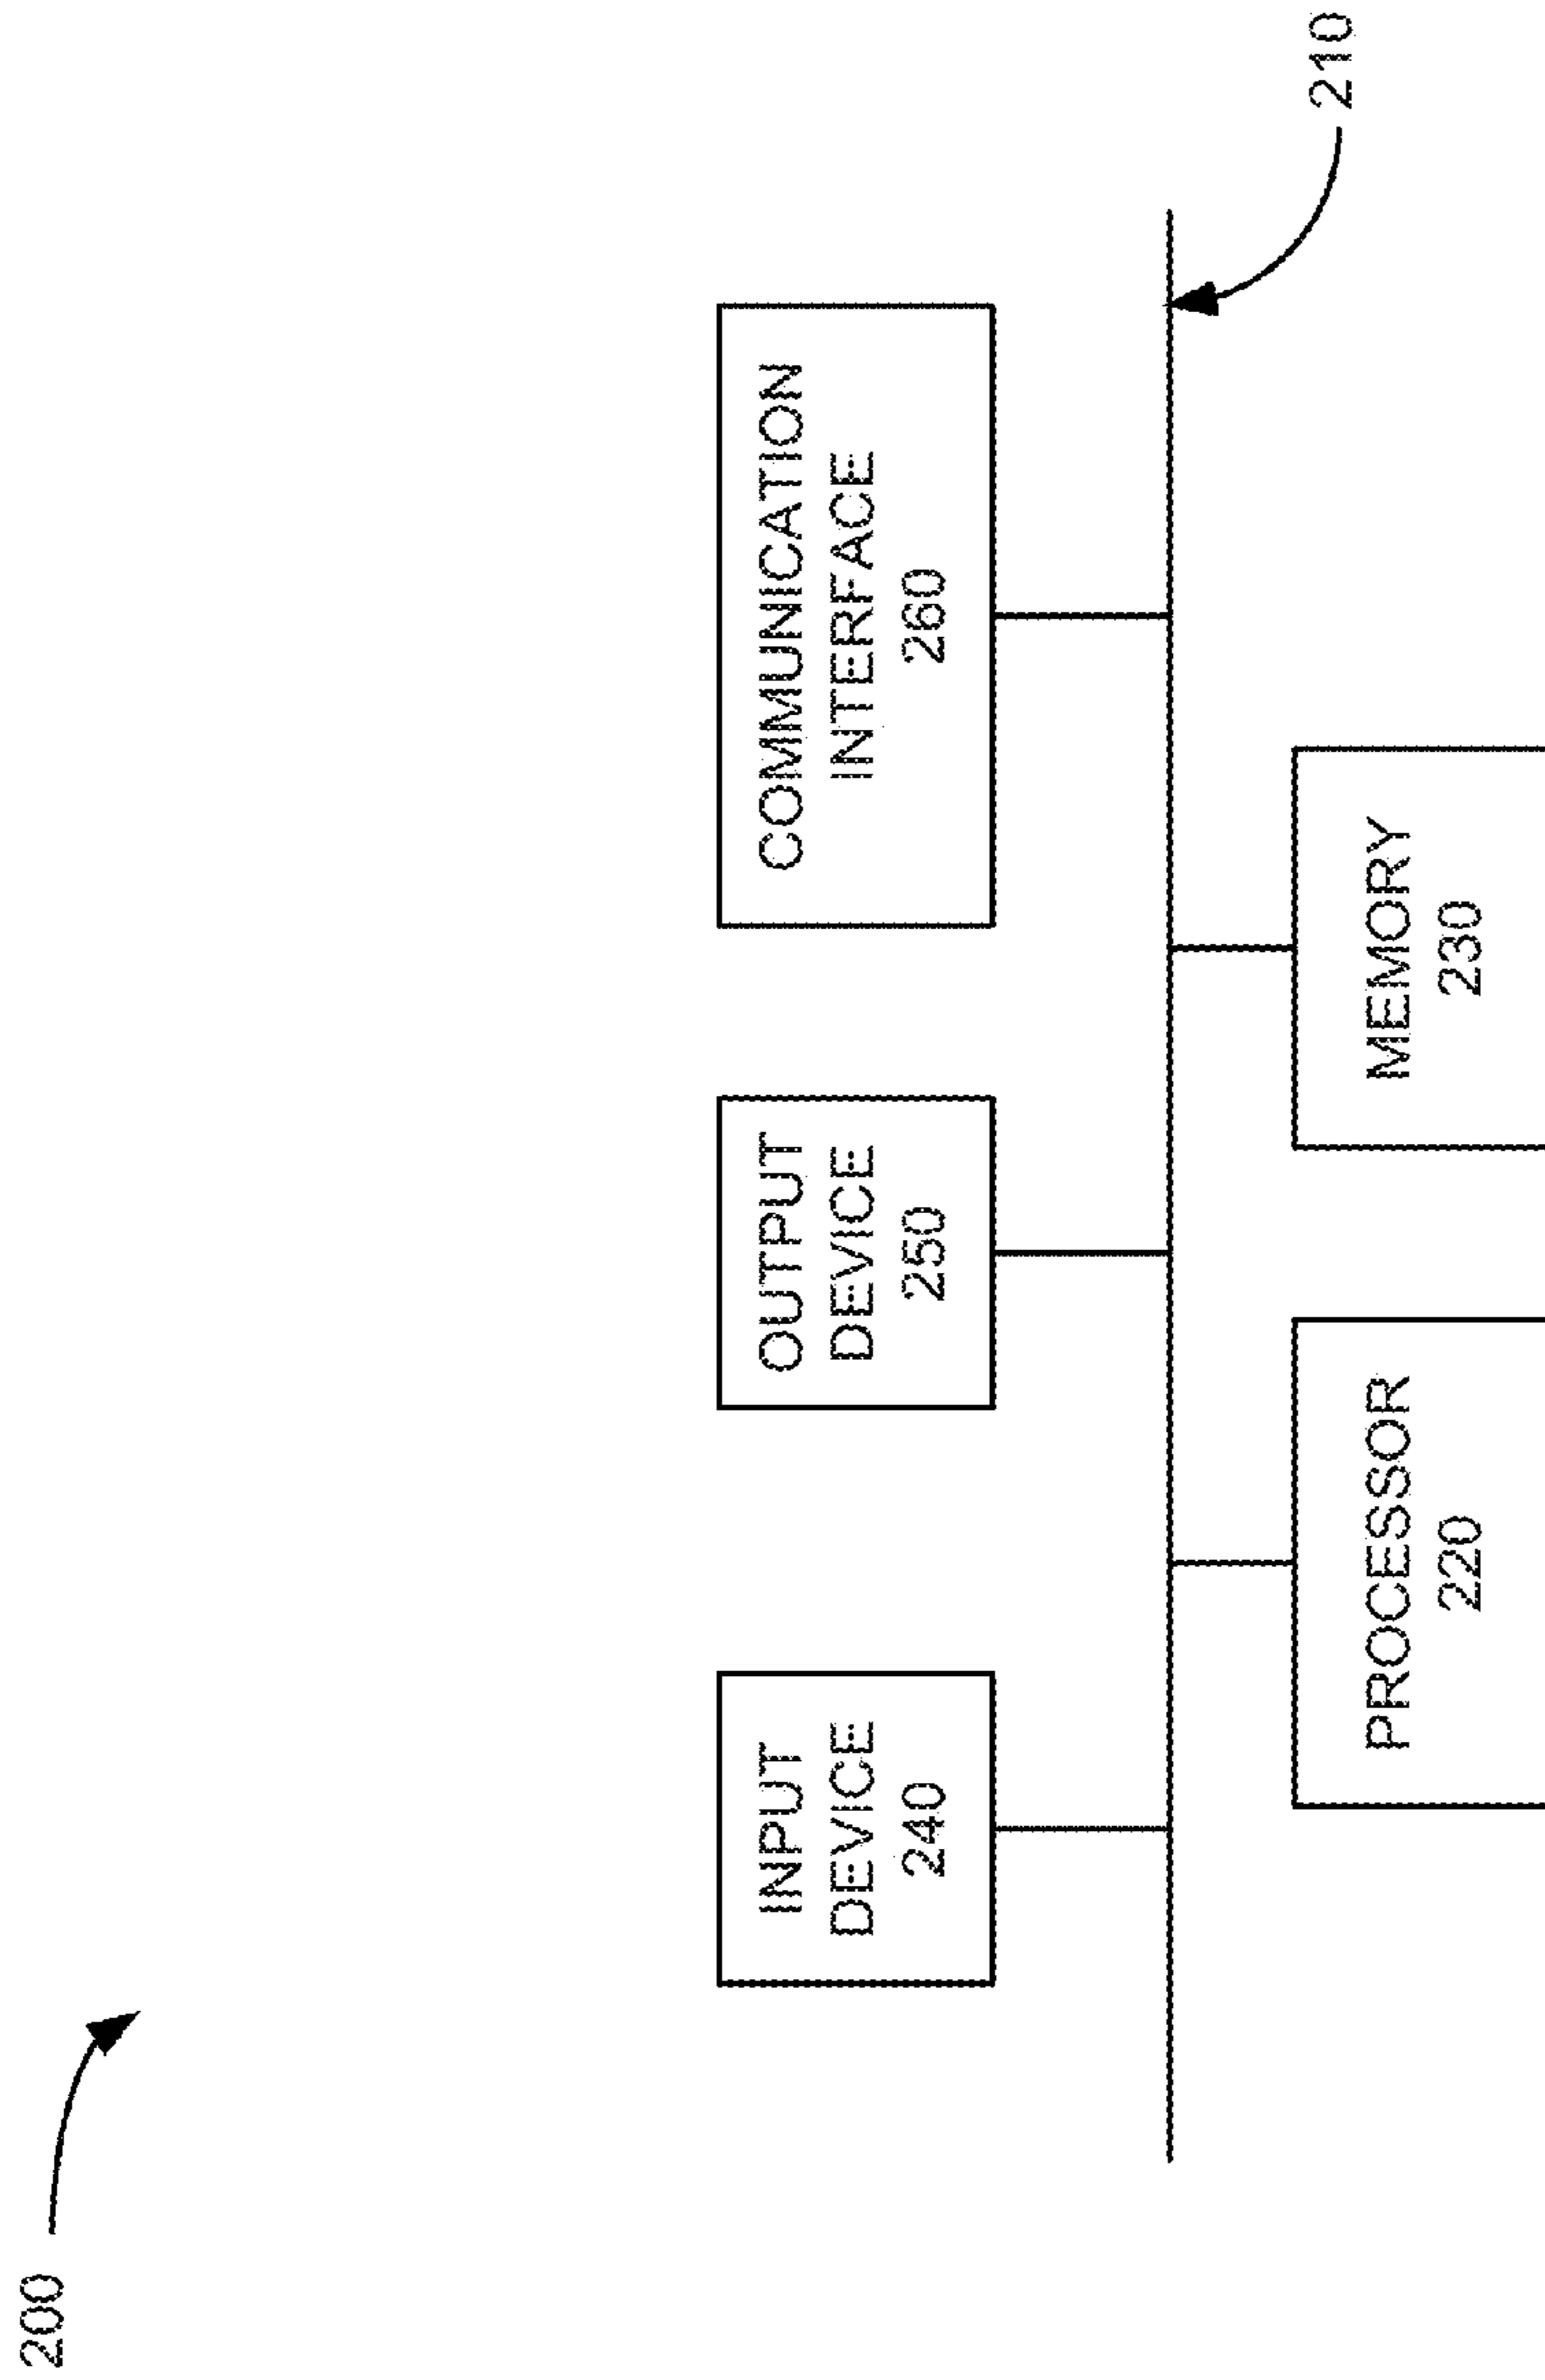 200
INPUT
DEVICE
240
OUTPUT
DEVICE
250
COMMUNICATION
INTERFACE
260
210
PROCESSOR
220
MEMORY
230